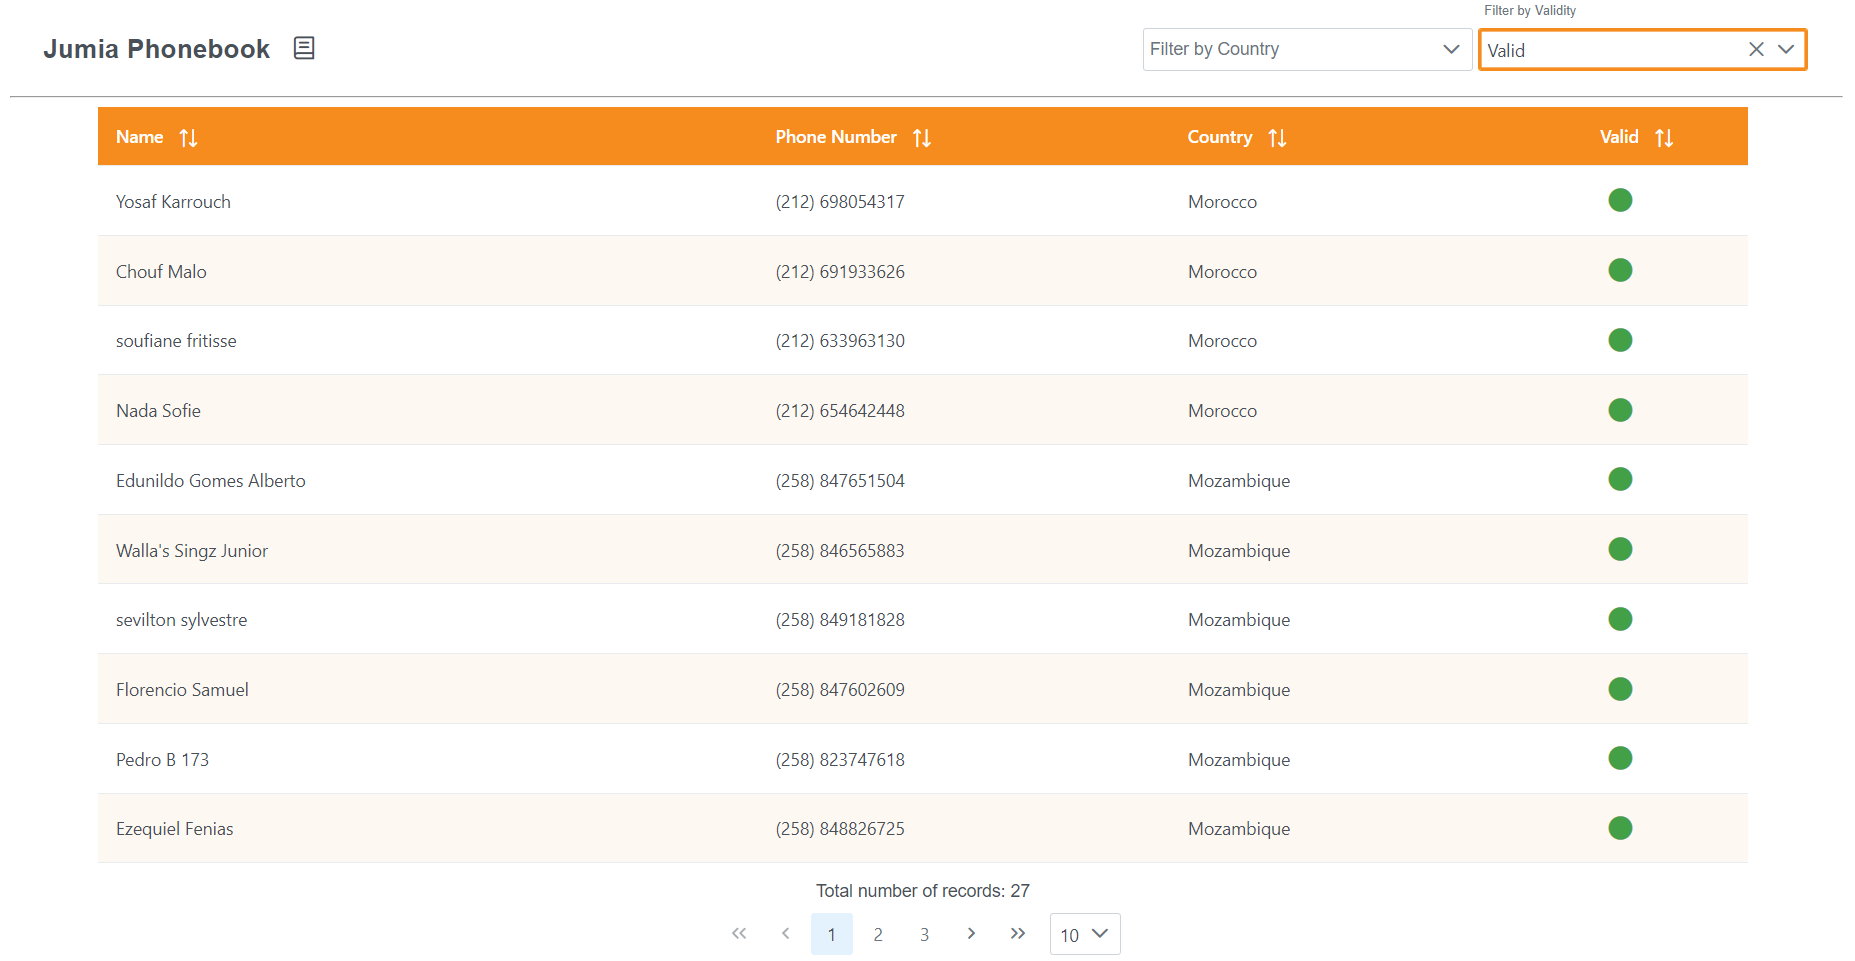 Filter by Validity
Jumia Phonebook
Filter by Country
Valid
Name Phone Number Country Valid
Yosaf Karrouch (212) 698054317 Morocco
Chouf Malo (212) 691933626 Morocco
soufiane fritisse (212) 633963130 Morocco
Nada Sofie (212) 654642448 Morocco
Edunildo Gomes Alberto (258) 847651504 Mozambique
Walla's Singz Junior (258) 846565883 Mozambique
sevilton sylvestre (258) 849181828 Mozambique
Florencio Samuel (258) 847602609 Mozambique
Pedro B 173 (258) 823747618 Mozambique
Ezequiel Fenias (258) 848826725 Mozambique
Total number of records: 27
1 2 3 10